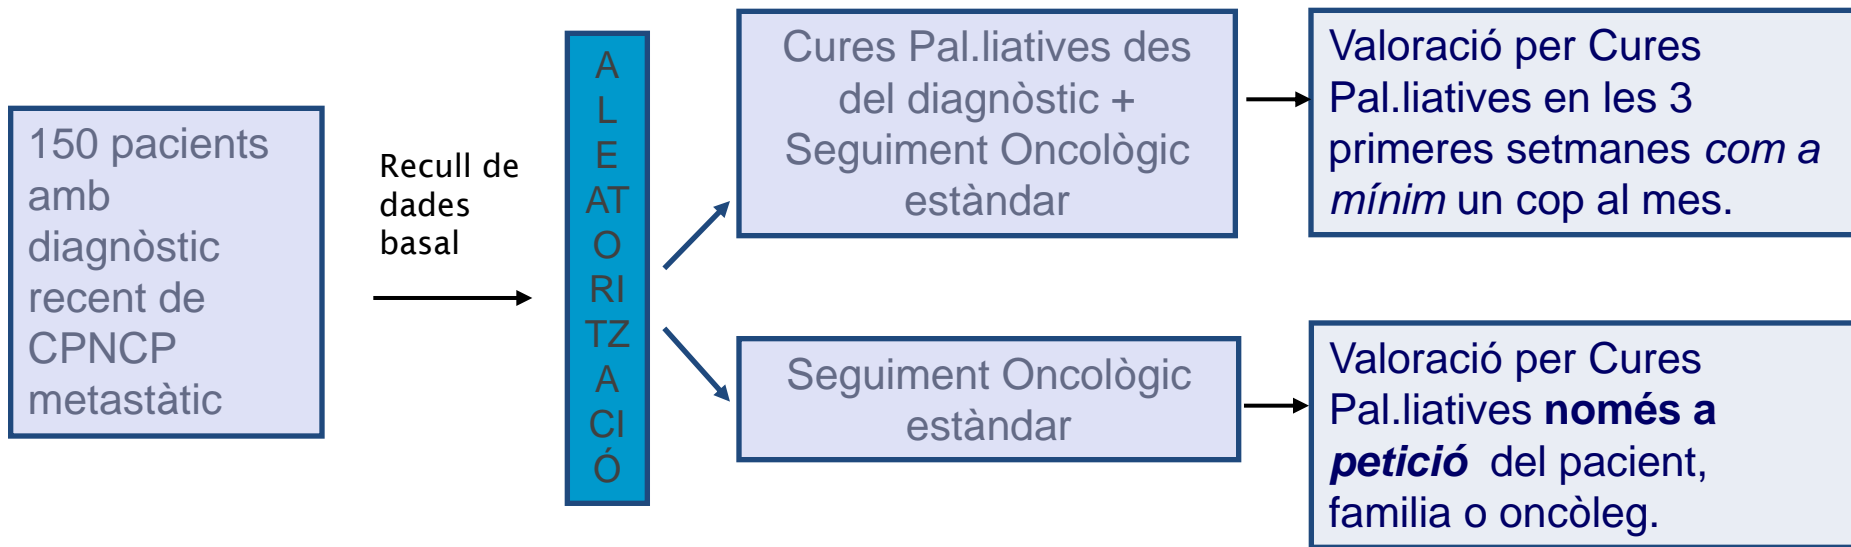 150 pacients
amb
diagnòstic
recent de
CPNCP
metastàtic
Recull de
dades
basal
A
L
E
AT
O
RI
TZ
A
CI
Ó
Cures Pal.liatives des
del diagnòstic +
Seguiment Oncològic
estàndar
Valoració per Cures
Pal.liatives en les 3
primeres setmanes com a
mínim un cop al mes.
Seguiment Oncològic
estàndar
Valoració per Cures
Pal.liatives només a
petició del pacient,
familia o oncòleg.